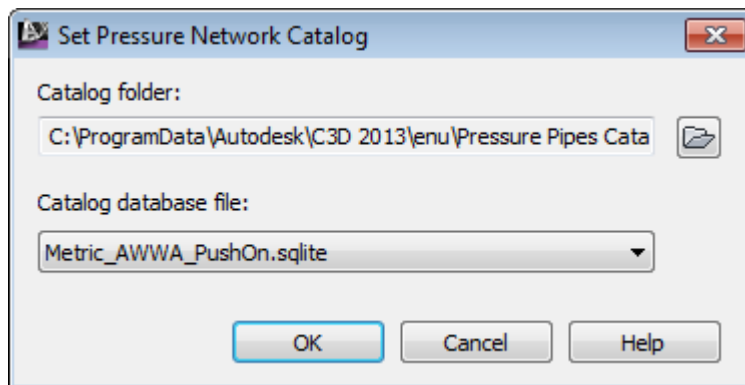 Set Pressure Network Catalog
Catalog folder:
C:\ProgramData\Autodesk\C3D 2013\enu\Pressure Pipes Cata
Catalog database file:
Metric_AWWA_PushOn.sqlite
OK Cancel Help